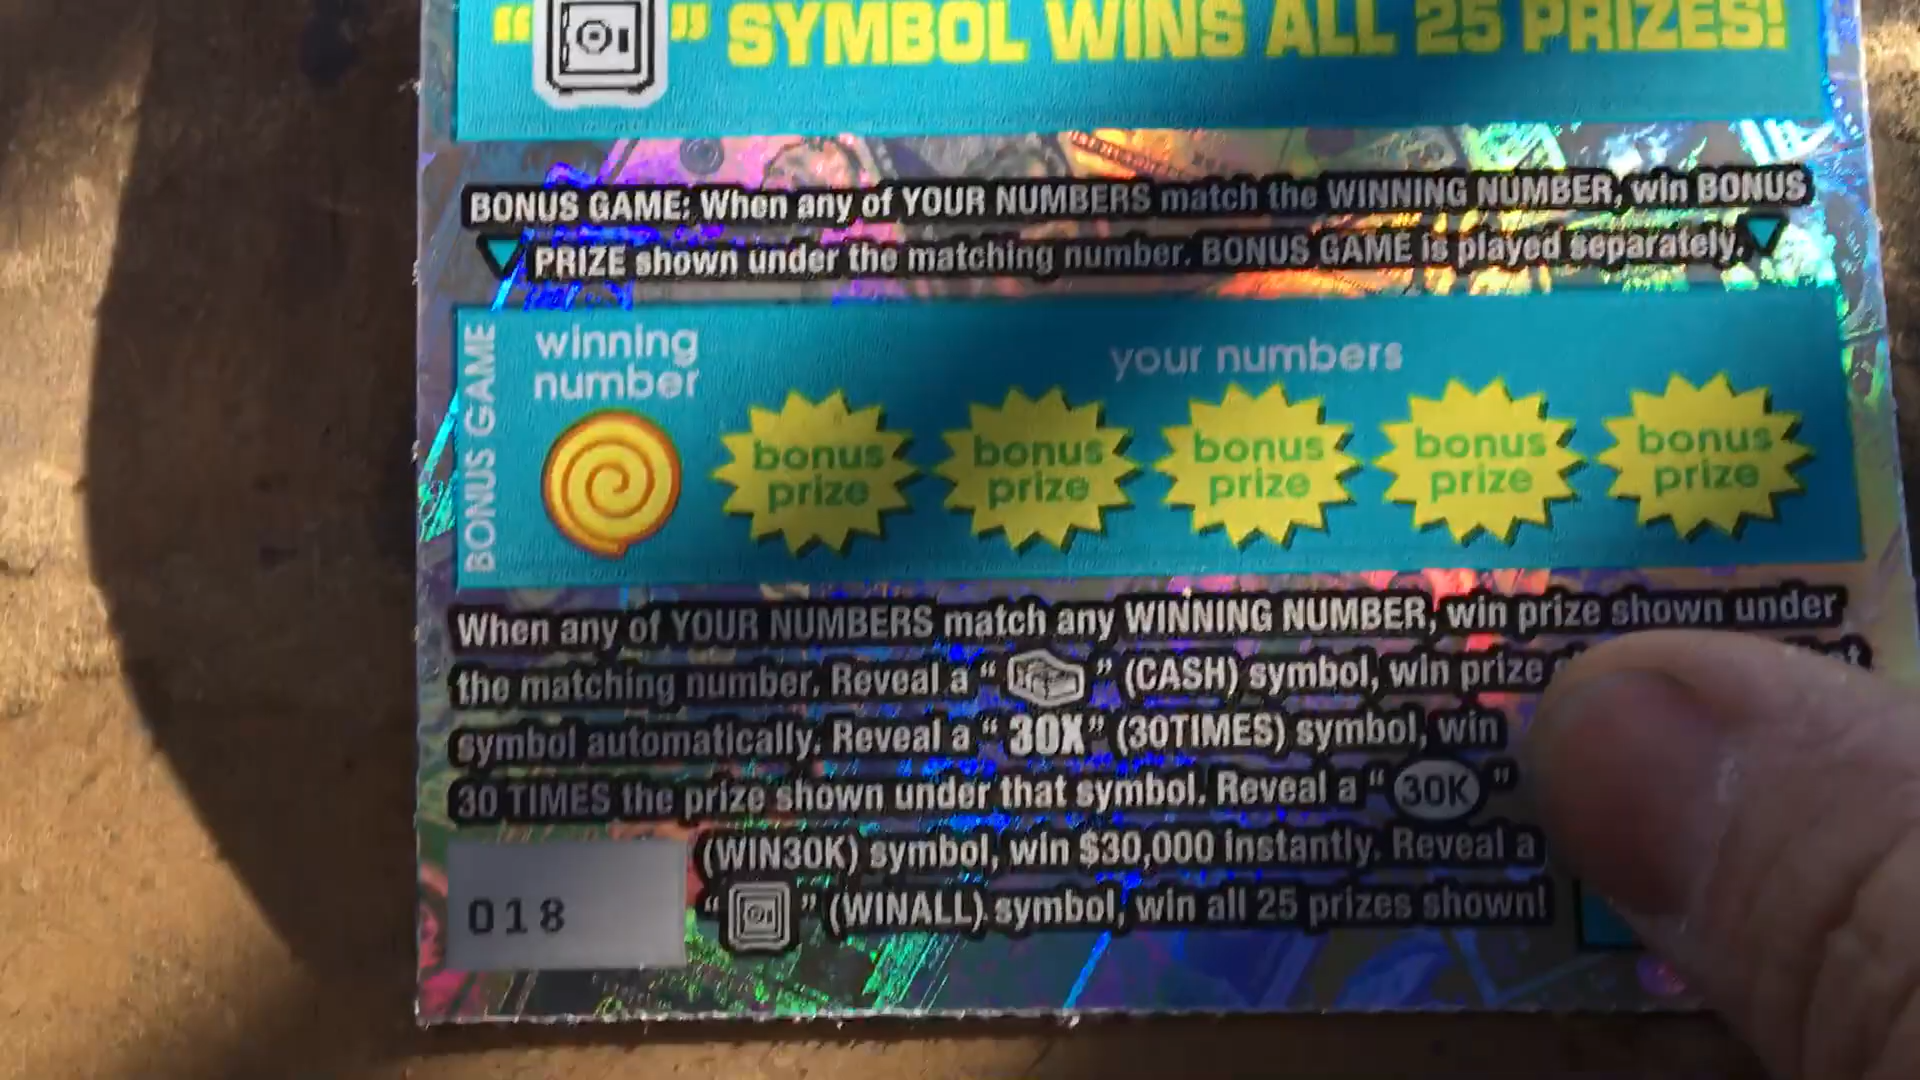 “ ” SYMBOL WINS ALL 25 PRIZES!
BONUS GAME: When any of YOUR NUMBERS match the WINNING NUMBER, win BONUS
PRIZE shown under the matching number. BONUS GAME is played separately.
BONUS GAME
winning
number
your numbers
bonus
prize
bonus
prize
bonus
prize
bonus
prize
bonus
prize
When any of YOUR NUMBERS match any WINNING NUMBER, win prize shown under
the matching number. Reveal a “ ” (CASH) symbol, win prize
symbol automatically. Reveal a “ 30X” (30TIMES) symbol, win
30 TIMES the prize shown under that symbol. Reveal a “ 30K ”
(WIN30K) symbol, win $30,000 instantly. Reveal a
“ ” (WINALL) symbol, win all 25 prizes shown!
018